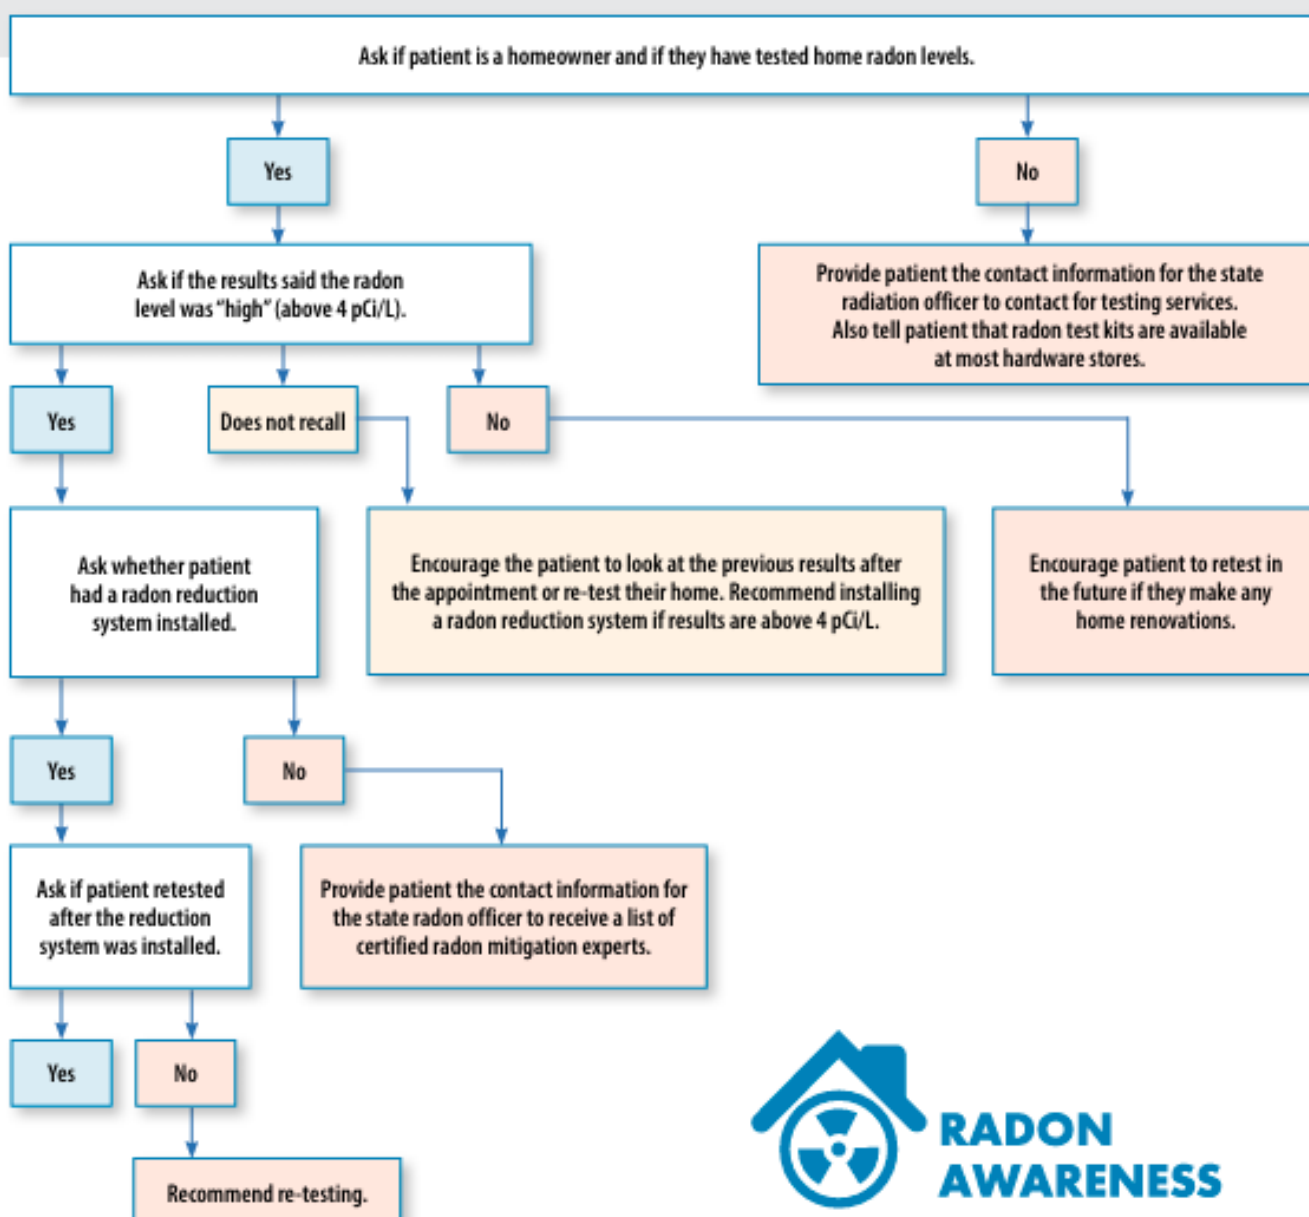 Ask if patient is a homeowner and if they have tested home radon levels.
Yes
No
Ask if the results said the radon
level was “high” (above 4 pCi/L).
Provide patient the contact information for the state
radiation officer to contact for testing services.
Also tell patient that radon test kits are available
at most hardware stores.
Yes
Does not recall
No
Ask whether patient
had a radon reduction
system installed.
Encourage the patient to look at the previous results after
the appointment or re-test their home. Recommend installing
a radon reduction system if results are above 4 pCi/L.
Encourage patient to retest in
the future if they make any
home renovations.
Yes
No
Ask if patient retested
after the reduction
system was installed.
Provide patient the contact information for
the state radon officer to receive a list of
certified radon mitigation experts.
Yes
No
Recommend re-testing.
RADON
AWARENESS